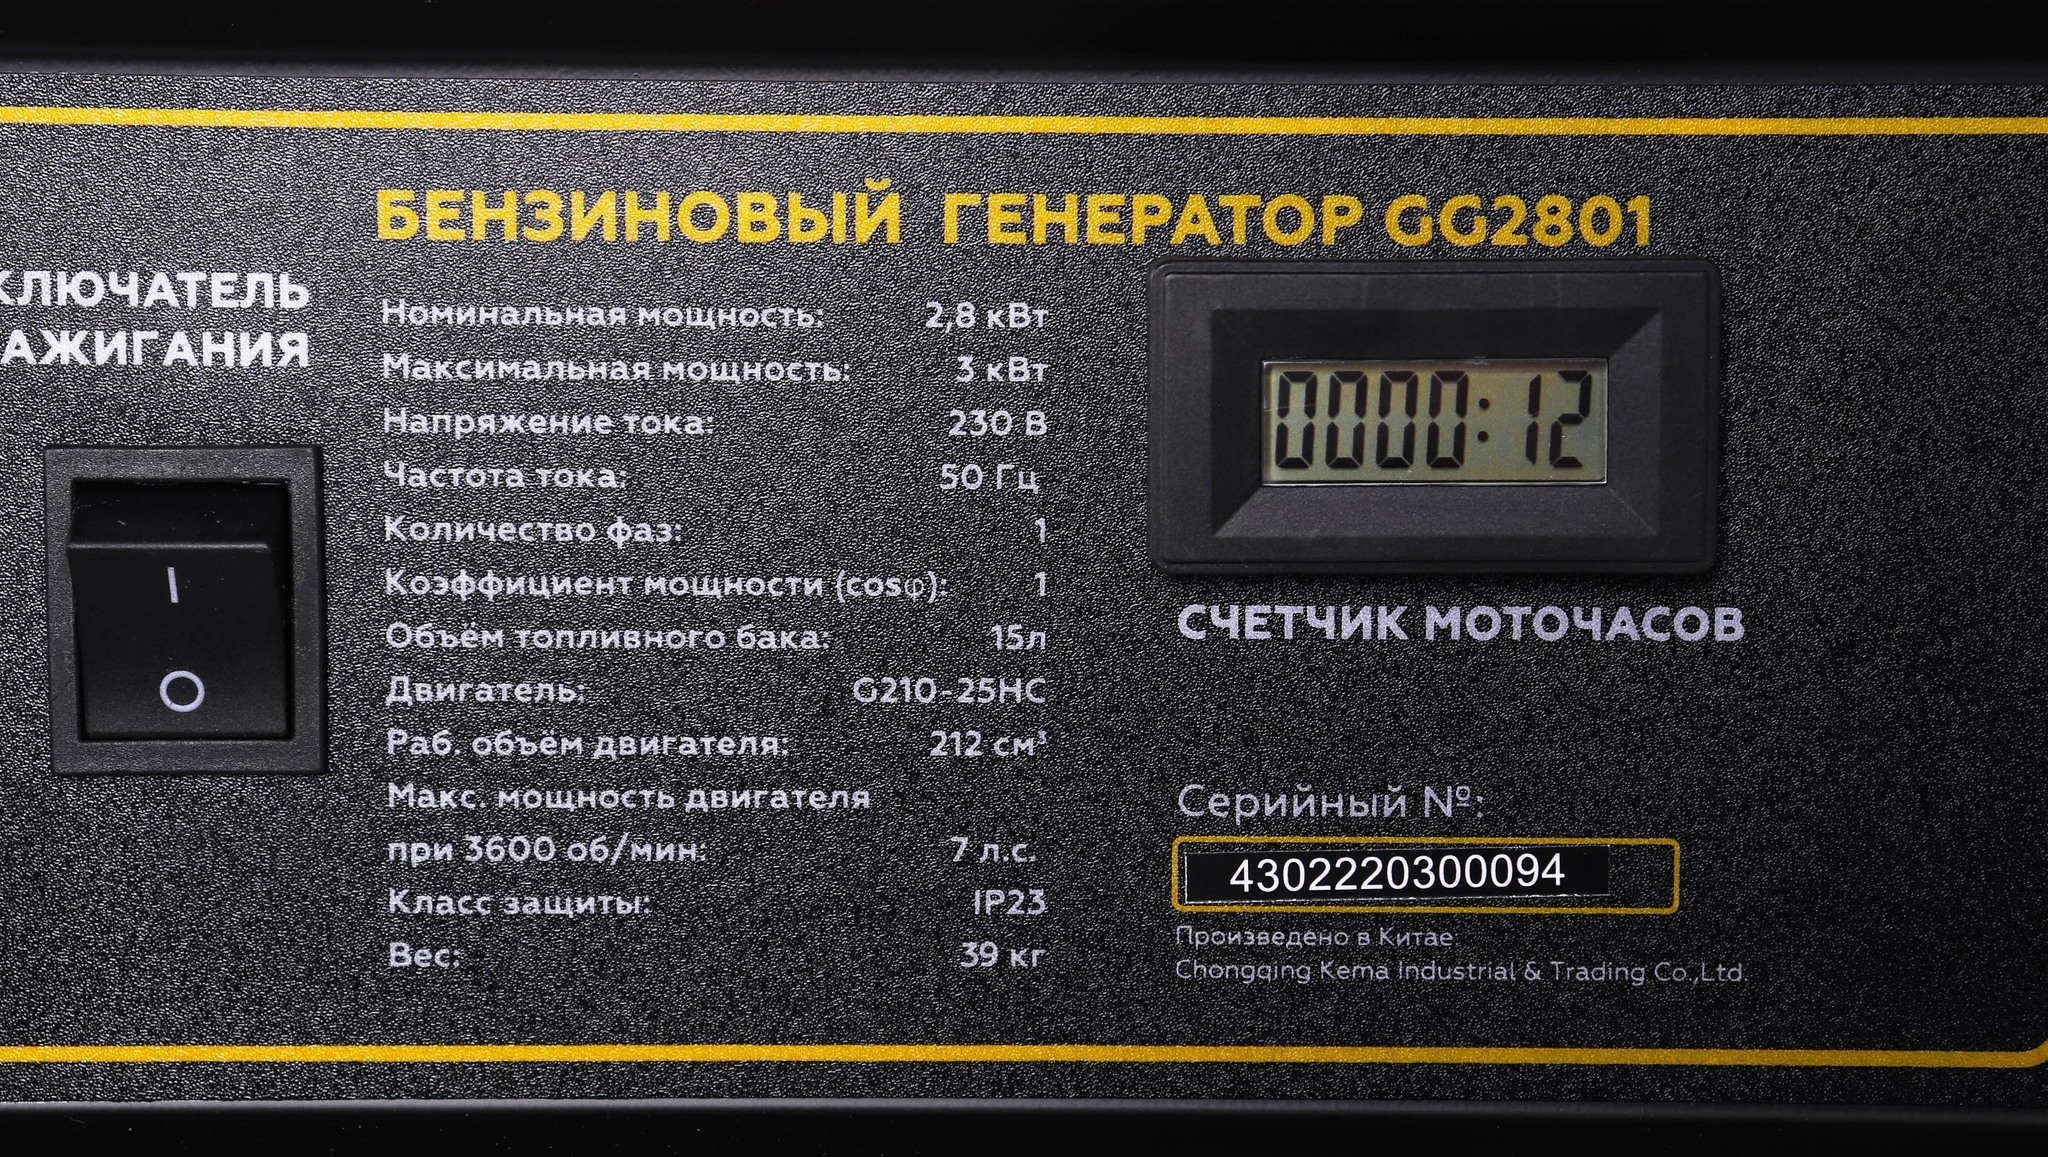 БЕНЗИНОВЫЙ ГЕНЕРАТОР GG2801
КЛЮЧАТЕЛЬ
АЖИГАНИЯ
I
O
Номинальная мощность: 2,8 кВт
Максимальная мощность: 3 кВт
Напряжение тока: 230 В
Частота тока: 50 Гц
Количество фаз: 1
Коэффициент мощности (cosφ): 1
Объём топливного бака: 15л
Двигатель: G210-25HC
Раб. объём двигателя: 212 см³
Макс. мощность двигателя
при 3600 об/мин: 7 л.с.
Класс защиты: IP23
Вес: 39 кг
0000:12
СЧЕТЧИК МОТОЧАСОВ
Серийный №:
4302220300094
Произведено в Китае
Chongqing Kema Industrial & Trading Co.,Ltd.